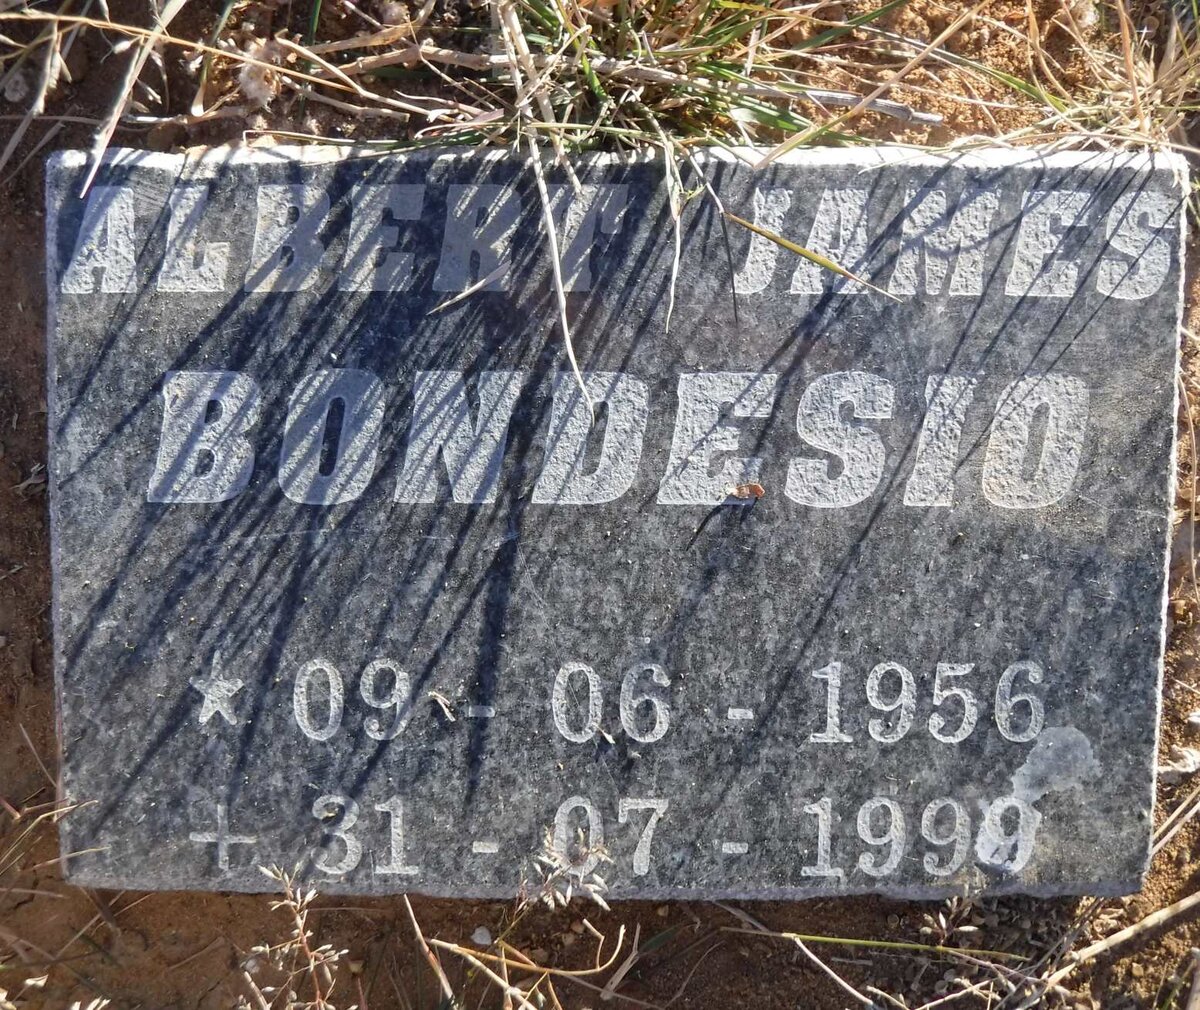 ALBERT JAMES
BONDESIO
★ 09 - 06 - 1956
+ 31 - 07 - 1999